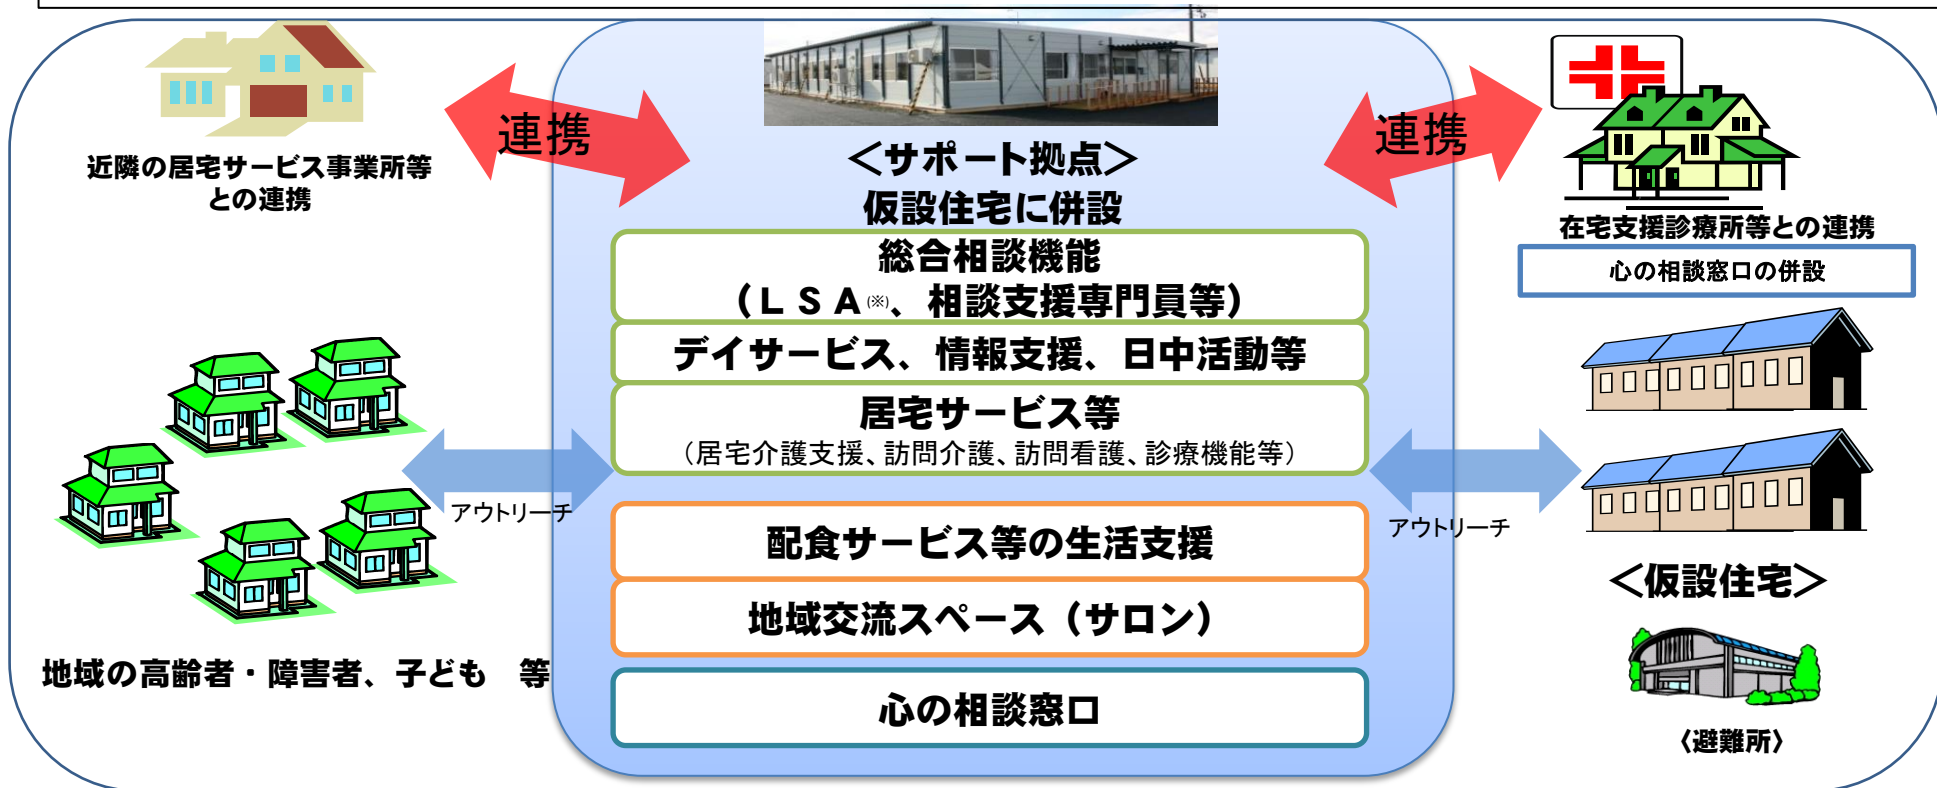 連携
連携
近隣の居宅サービス事業所等
との連携
＜サポート拠点＞
仮設住宅に併設
総合相談機能
（ＬＳＡ(※)、相談支援専門員等）
デイサービス、情報支援、日中活動等
居宅サービス等
（居宅介護支援、訪問介護、訪問看護、診療機能等）
配食サービス等の生活支援
地域交流スペース（サロン）
心の相談窓口
在宅支援診療所等との連携
心の相談窓口の併設
アウトリーチ
アウトリーチ
地域の高齢者・障害者、子ども　等
＜仮設住宅＞
〈避難所〉